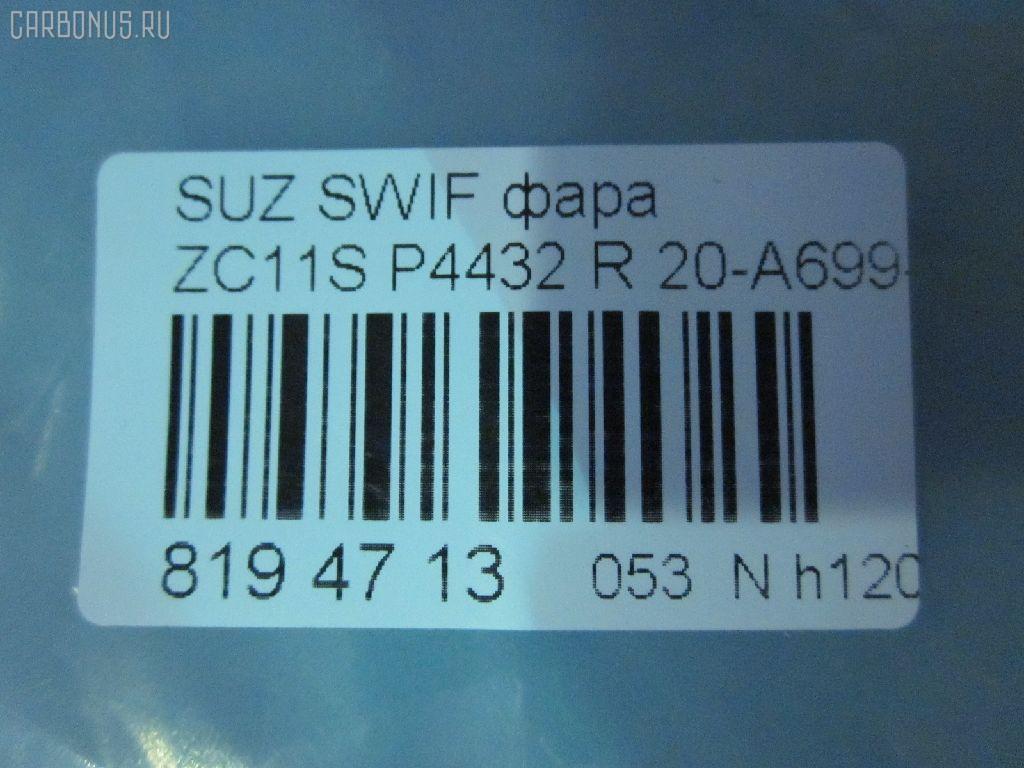 CARBONUS.RU
SUZ SWIF фара
ZC11S P4432 R 20-A699-
819 47 13 053 N h120